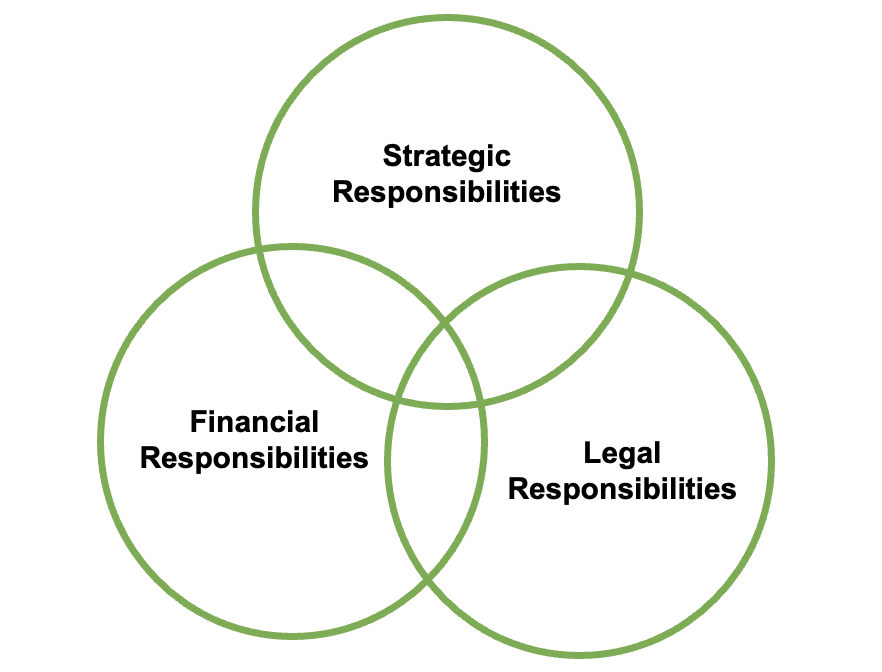 Strategic
Responsibilities
Financial
Responsibilities
Legal
Responsibilities